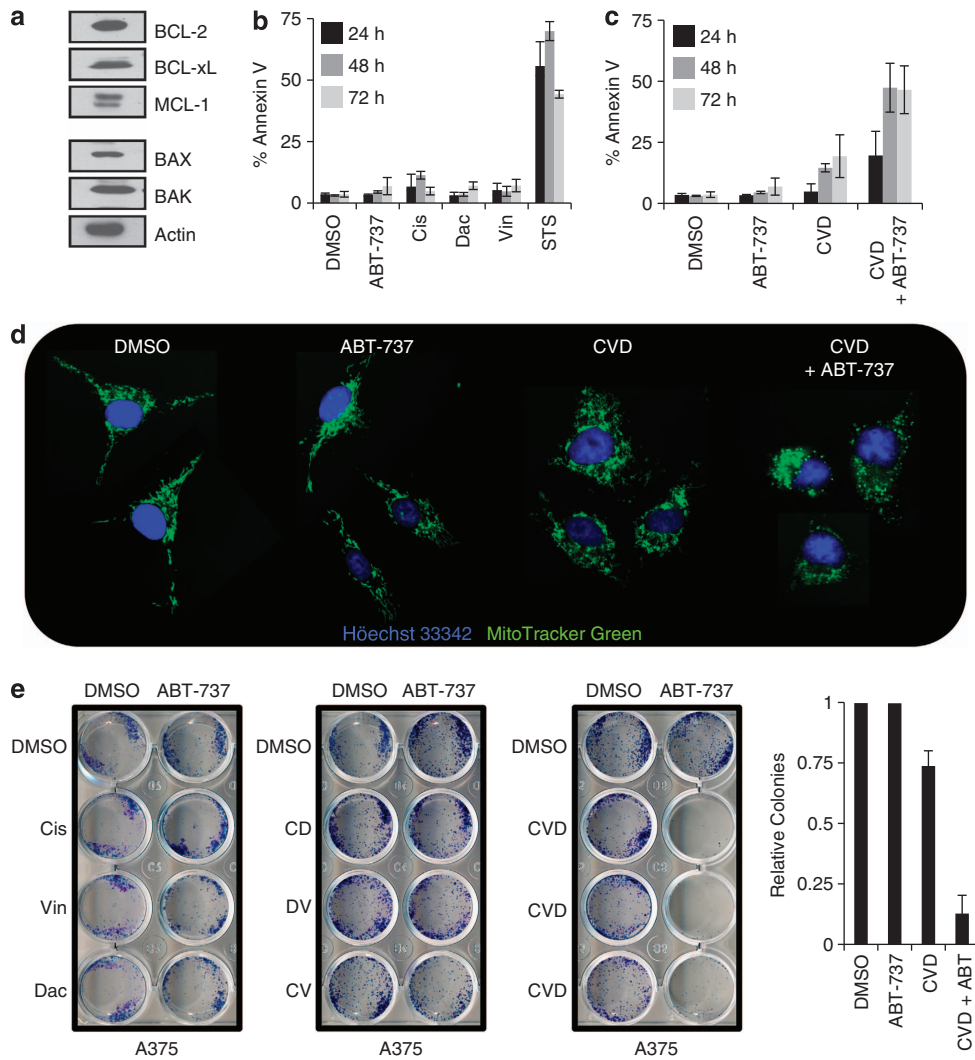 a
BCL-2
BCL-xL
MCL-1
BAX
BAK
Actin
b
% Annexin V
75
50
25
0
24 h
48 h
72 h
DMSO
ABT-737
Cis
Dac
Vin
STS
c
% Annexin V
75
50
25
0
24 h
48 h
72 h
DMSO
ABT-737
CVD
CVD
+ ABT-737
d
DMSO
ABT-737
CVD
CVD
+ ABT-737
Höechst 33342 MitoTracker Green
e
DMSO ABT-737
DMSO
Cis
Vin
Dac
A375
DMSO ABT-737
DMSO
CD
DV
CV
A375
DMSO ABT-737
DMSO
CVD
CVD
CVD
A375
Relative Colonies
1
0.75
0.5
0.25
0
DMSO
ABT-737
CVD
CVD + ABT